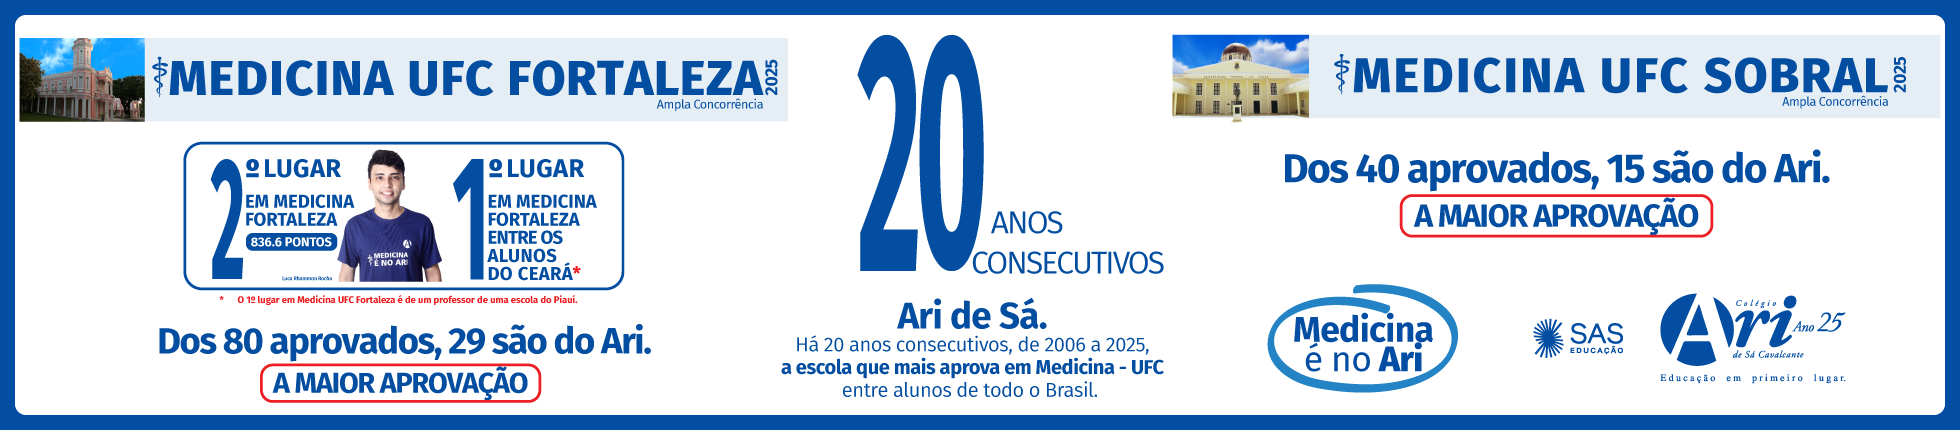 MEDICINA UFC FORTALEZA 2025
Ampla Concorrência
2º LUGAR
EM MEDICINA
FORTALEZA
836.6 PONTOS
Luca Rhammon Rocha
MEDICINA
É NO ARI
1º LUGAR
EM MEDICINA
FORTALEZA
ENTRE OS
ALUNOS
DO CEARÁ*
* O 1º lugar em Medicina UFC Fortaleza é de um professor de uma escola do Piauí.
Dos 80 aprovados, 29 são do Ari.
A MAIOR APROVAÇÃO
20 ANOS
CONSECUTIVOS
Ari de Sá.
Há 20 anos consecutivos, de 2006 a 2025,
a escola que mais aprova em Medicina - UFC
entre alunos de todo o Brasil.
MEDICINA UFC SOBRAL 2025
Ampla Concorrência
Dos 40 aprovados, 15 são do Ari.
A MAIOR APROVAÇÃO
Medicina
é no Ari
SAS
EDUCAÇÃO
Colégio
Ari Ano 25
de Sá Cavalcante
Educação em primeiro lugar.